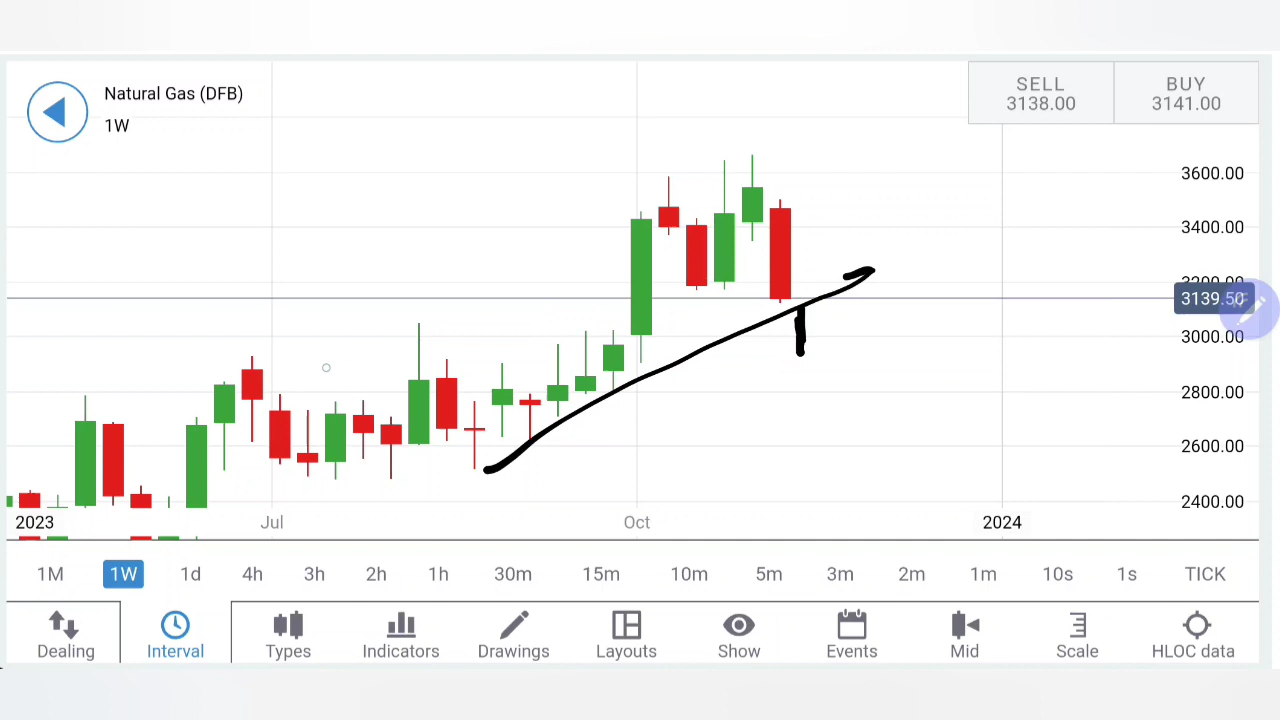 Natural Gas (DFB)
1W
SELL
3138.00
BUY
3141.00
3600.00
3400.00
3200.00
3139.50
3000.00
2800.00
2600.00
2400.00
2023
Jul
Oct
2024
1M 1W 1d 4h 3h 2h 1h 30m 15m 10m 5m 3m 2m 1m 10s 1s TICK
Dealing Interval Types Indicators Drawings Layouts Show Events Mid Scale HLOC data